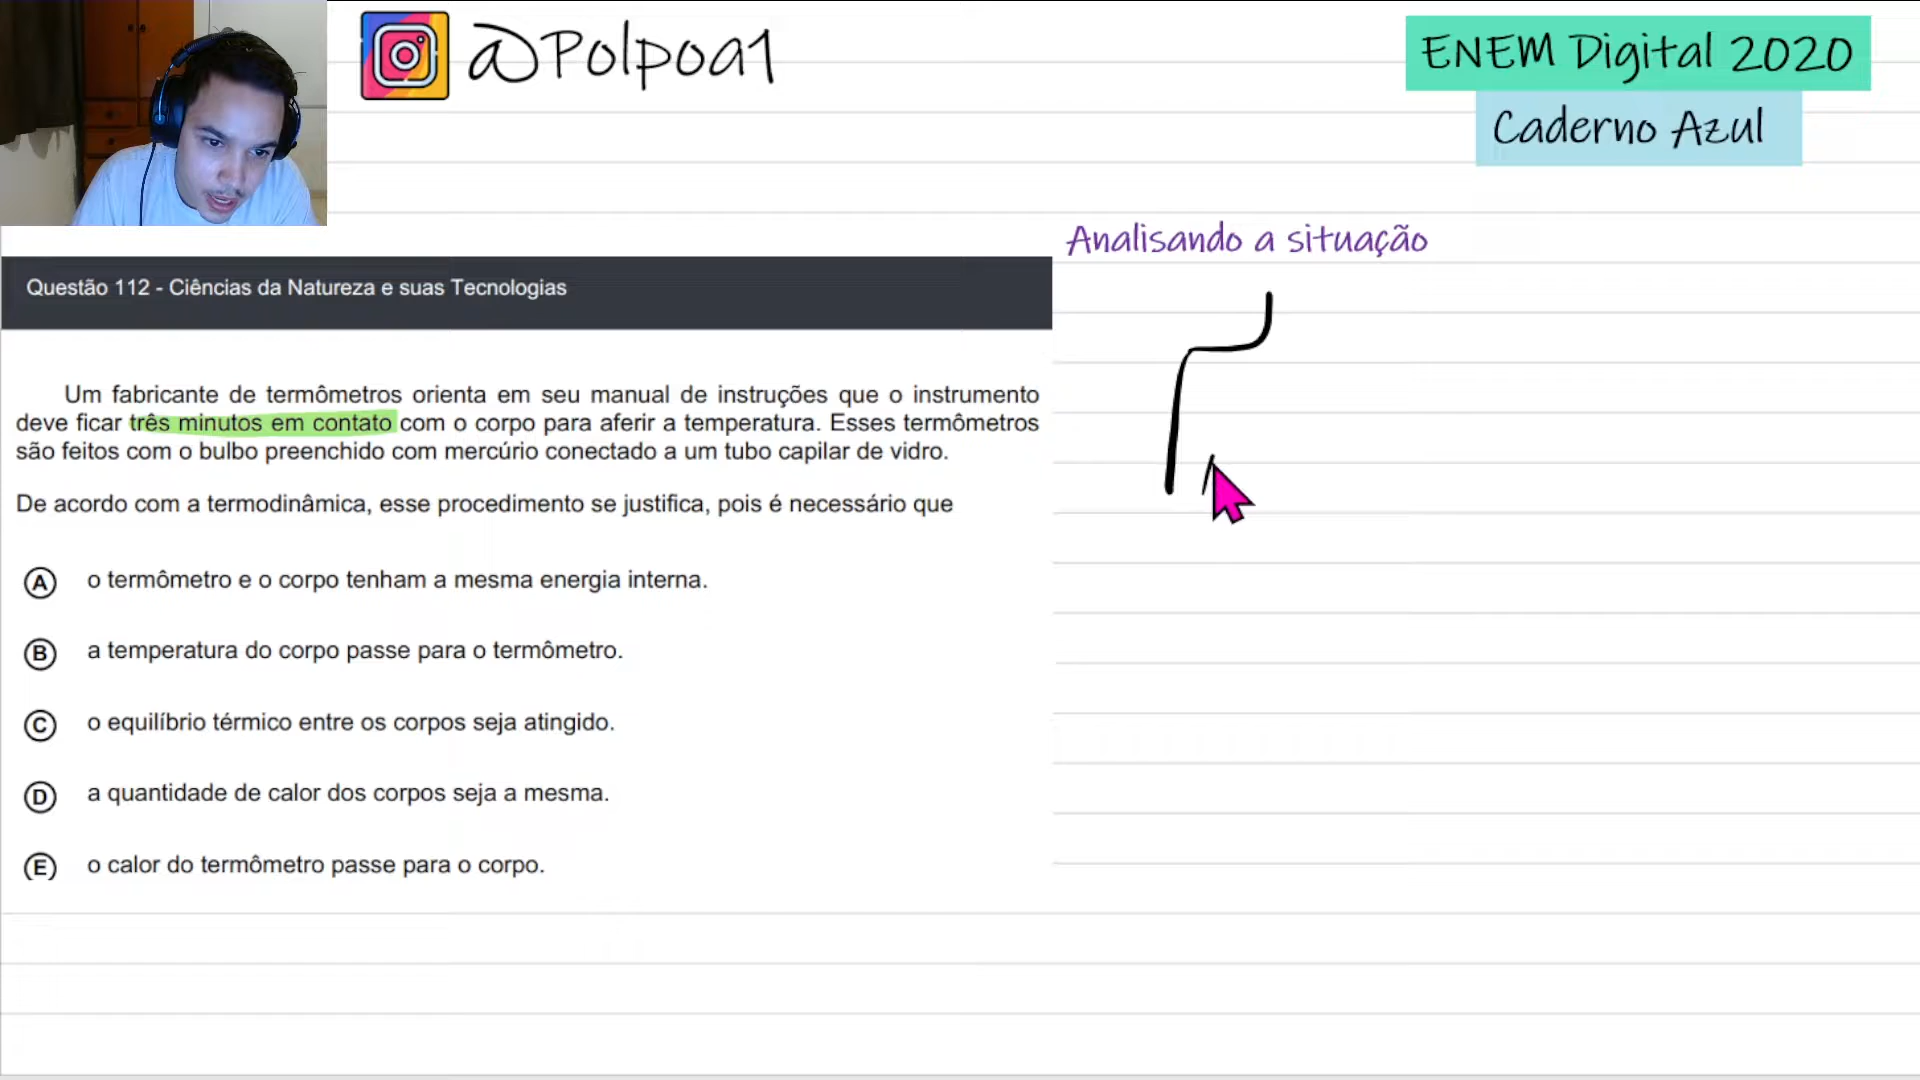 @Polpoa1
ENEM Digital 2020
Caderno Azul
Analisando a situação
Questão 112 - Ciências da Natureza e suas Tecnologias
Um fabricante de termômetros orienta em seu manual de instruções que o instrumento
deve ficar três minutos em contato com o corpo para aferir a temperatura. Esses termômetros
são feitos com o bulbo preenchido com mercúrio conectado a um tubo capilar de vidro.
De acordo com a termodinâmica, esse procedimento se justifica, pois é necessário que
A o termômetro e o corpo tenham a mesma energia interna.
B a temperatura do corpo passe para o termômetro.
C o equilíbrio térmico entre os corpos seja atingido.
D a quantidade de calor dos corpos seja a mesma.
E o calor do termômetro passe para o corpo.